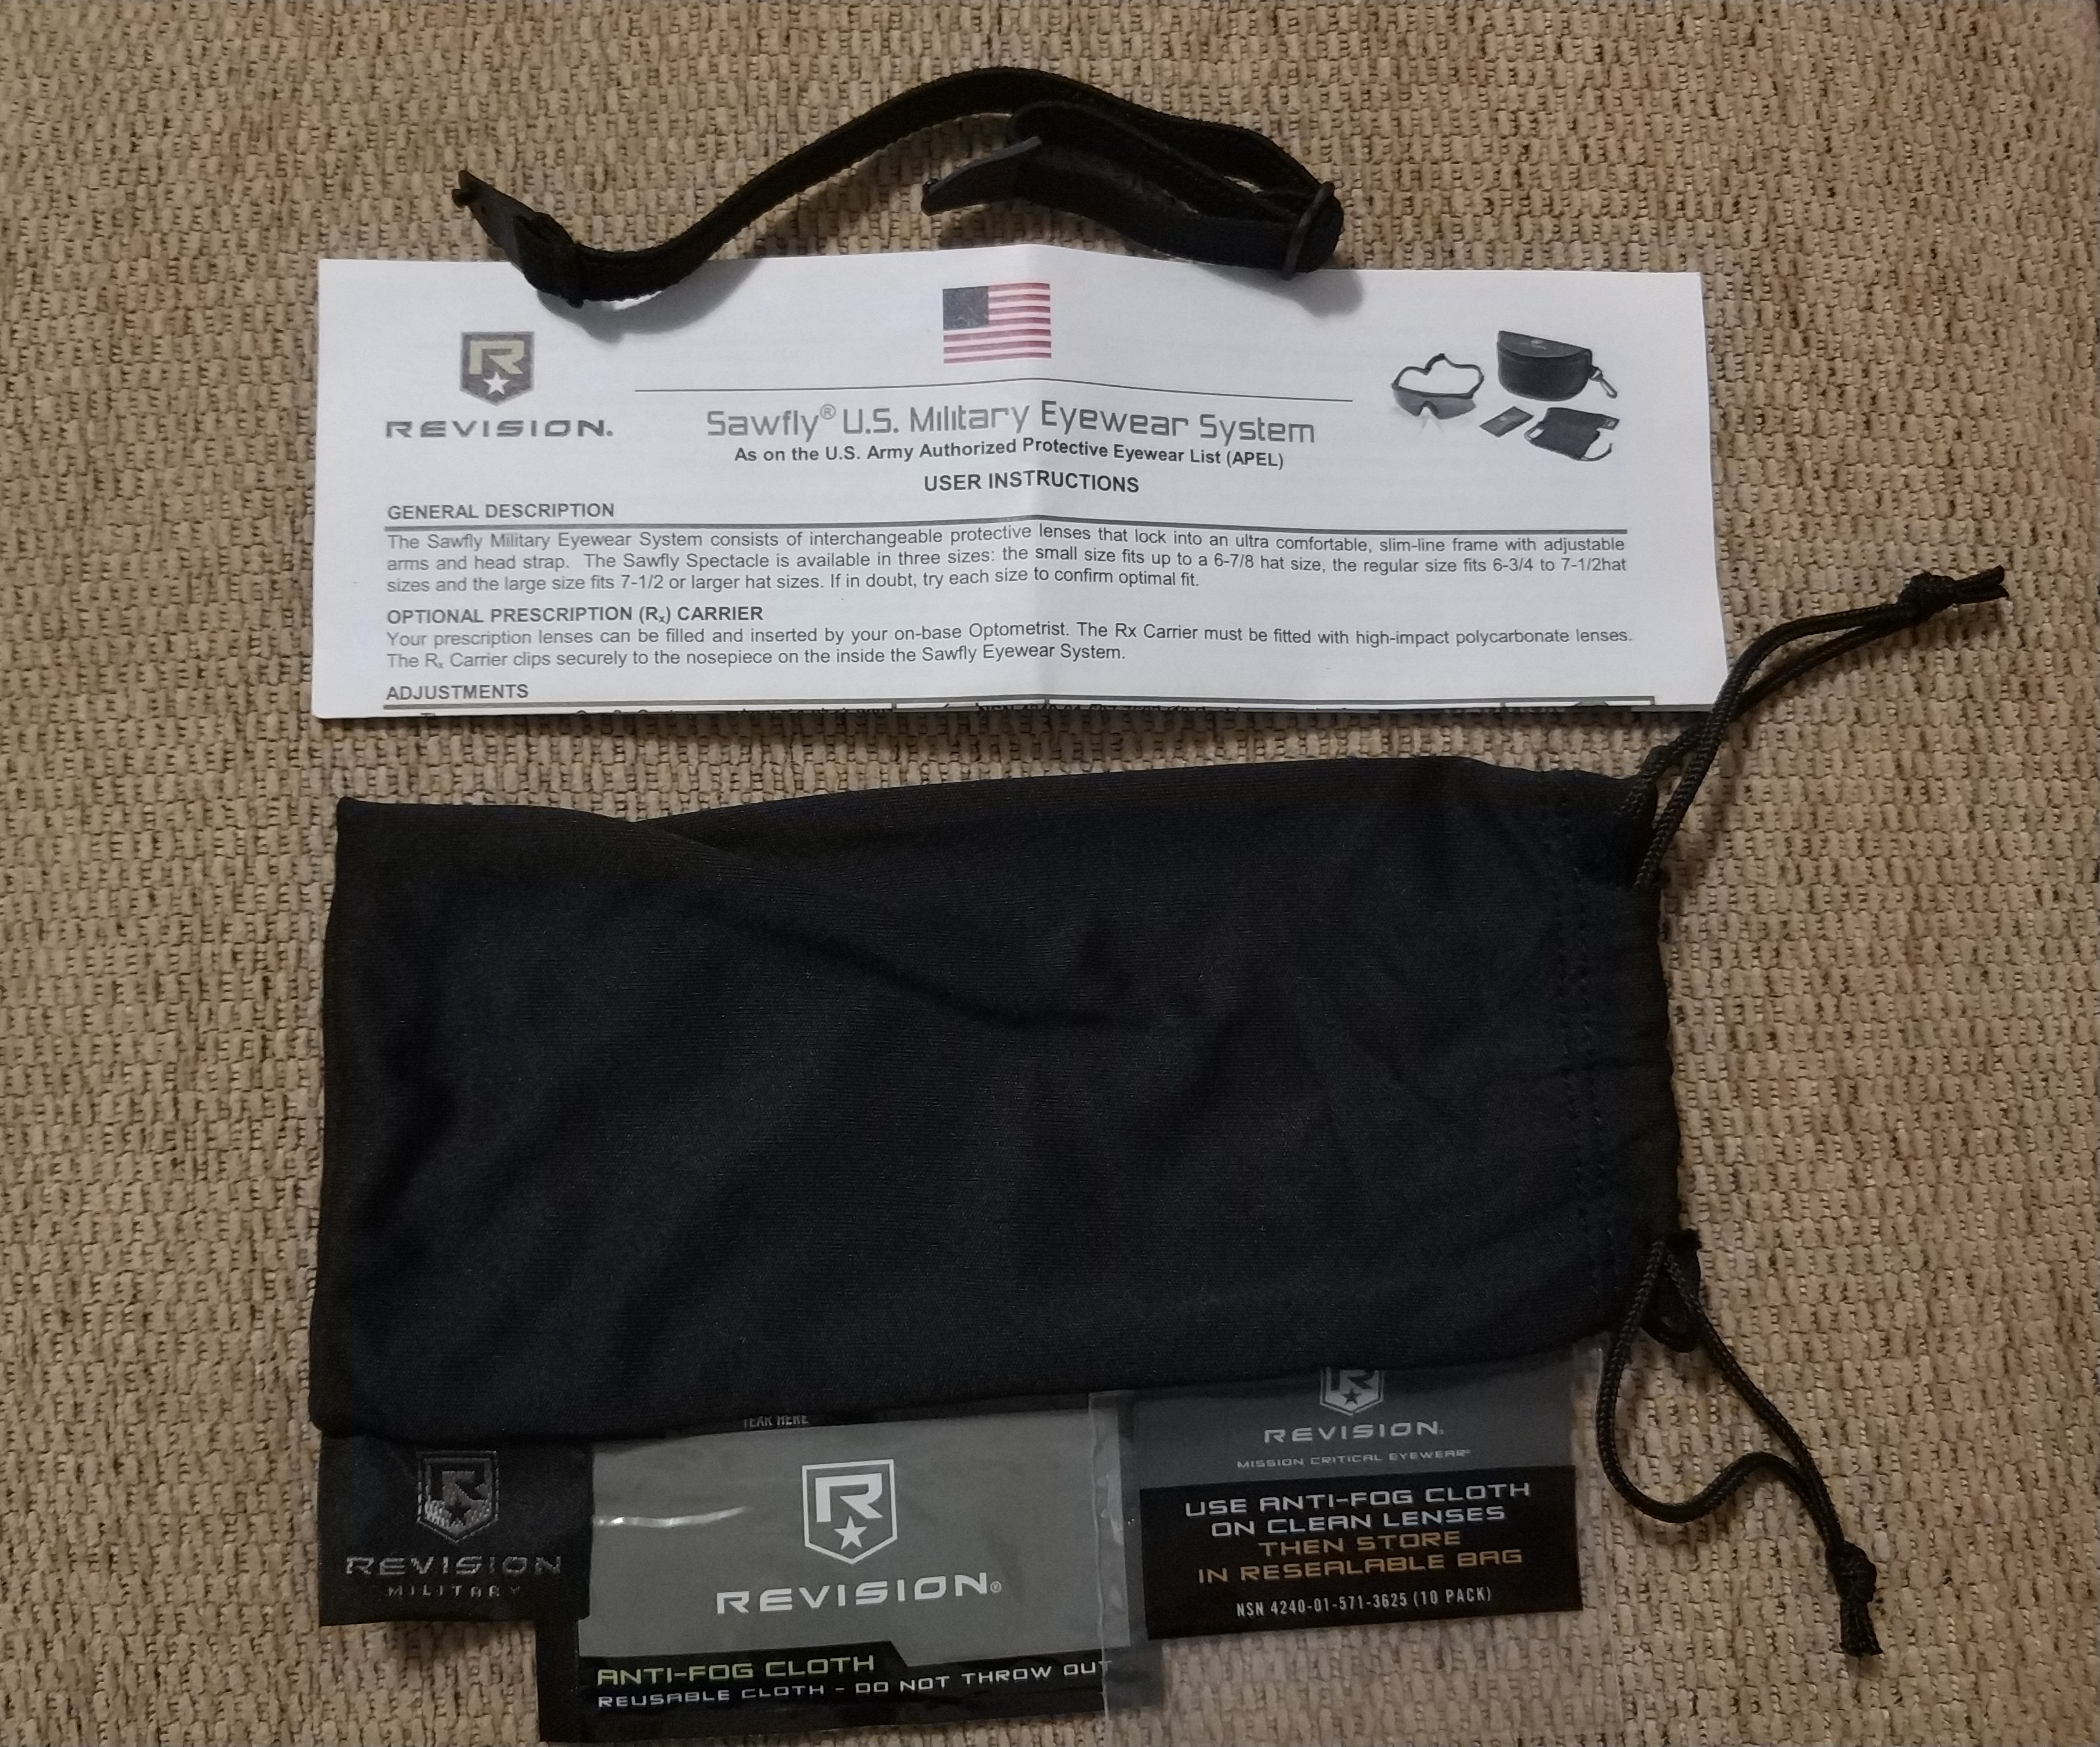 REVISION.
Sawfly® U.S. Military Eyewear System
As on the U.S. Army Authorized Protective Eyewear List (APEL)
USER INSTRUCTIONS
GENERAL DESCRIPTION
The Sawfly Military Eyewear System consists of interchangeable protective lenses that lock into an ultra comfortable, slim-line frame with adjustable
arms and head strap. The Sawfly Spectacle is available in three sizes: the small size fits up to a 6-7/8 hat size, the regular size fits 6-3/4 to 7-1/2hat
sizes and the large size fits 7-1/2 or larger hat sizes. If in doubt, try each size to confirm optimal fit.
OPTIONAL PRESCRIPTION (Rx) CARRIER
Your prescription lenses can be filled and inserted by your on-base Optometrist. The Rx Carrier must be fitted with high-impact polycarbonate lenses.
The Rx Carrier clips securely to the nosepiece on the inside the Sawfly Eyewear System.
ADJUSTMENTS
REVISION
MILITARY
TEAR HERE
R
REVISION®
ANTI-FOG CLOTH
REUSABLE CLOTH - DO NOT THROW OUT
REVISION.
MISSION CRITICAL EYEWEAR®
USE ANTI-FOG CLOTH
ON CLEAN LENSES
THEN STORE
IN RESEALABLE BAG
NSN 4240-01-571-3625 (10 PACK)